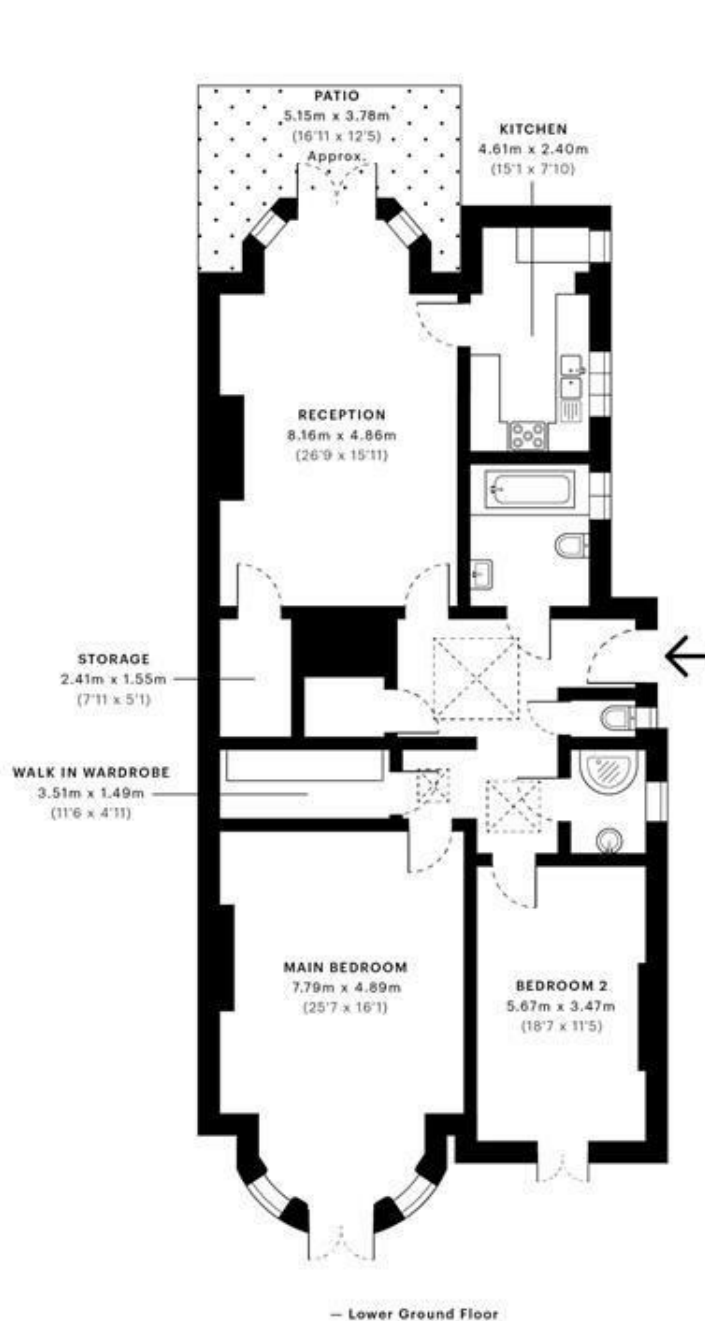 PATIO
5.15m x 3.78m
(16'11 x 12'5)
Approx.
KITCHEN
4.61m x 2.40m
(15'1 x 7'10)
RECEPTION
8.16m x 4.86m
(26'9 x 15'11)
STORAGE
2.41m x 1.55m
(7'11 x 5'1)
WALK IN WARDROBE
3.51m x 1.49m
(11'6 x 4'11)
MAIN BEDROOM
7.79m x 4.89m
(25'7 x 16'1)
BEDROOM 2
5.67m x 3.47m
(18'7 x 11'5)
— Lower Ground Floor